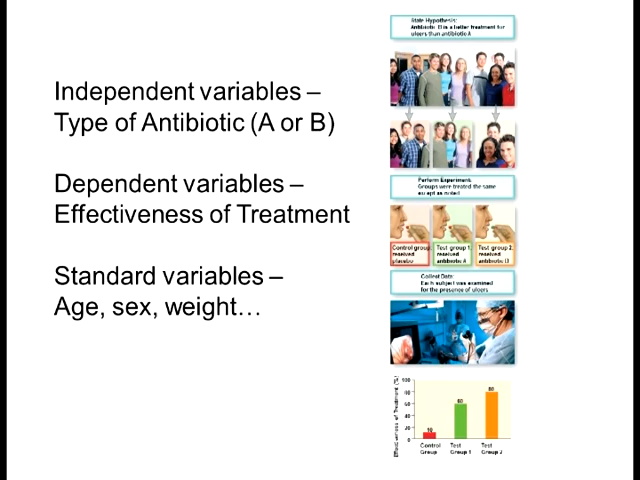 Independent variables –
Type of Antibiotic (A or B)
Dependent variables –
Effectiveness of Treatment
Standard variables –
Age, sex, weight…
State Hypothesis:
Antibiotic B is a better treatment for
ulcers than antibiotic A
Perform Experiment:
Groups were treated the same
except as noted
Control group
received
placebo
Test group 1
received
antibiotic A
Test group 2
received
antibiotic B
Collect Data:
Each subject was examined
for the presence of ulcers
Effectiveness of Treatment (%)
100
80
60
40
20
0
10
60
80
Control
Group
Test
Group 1
Test
Group 2